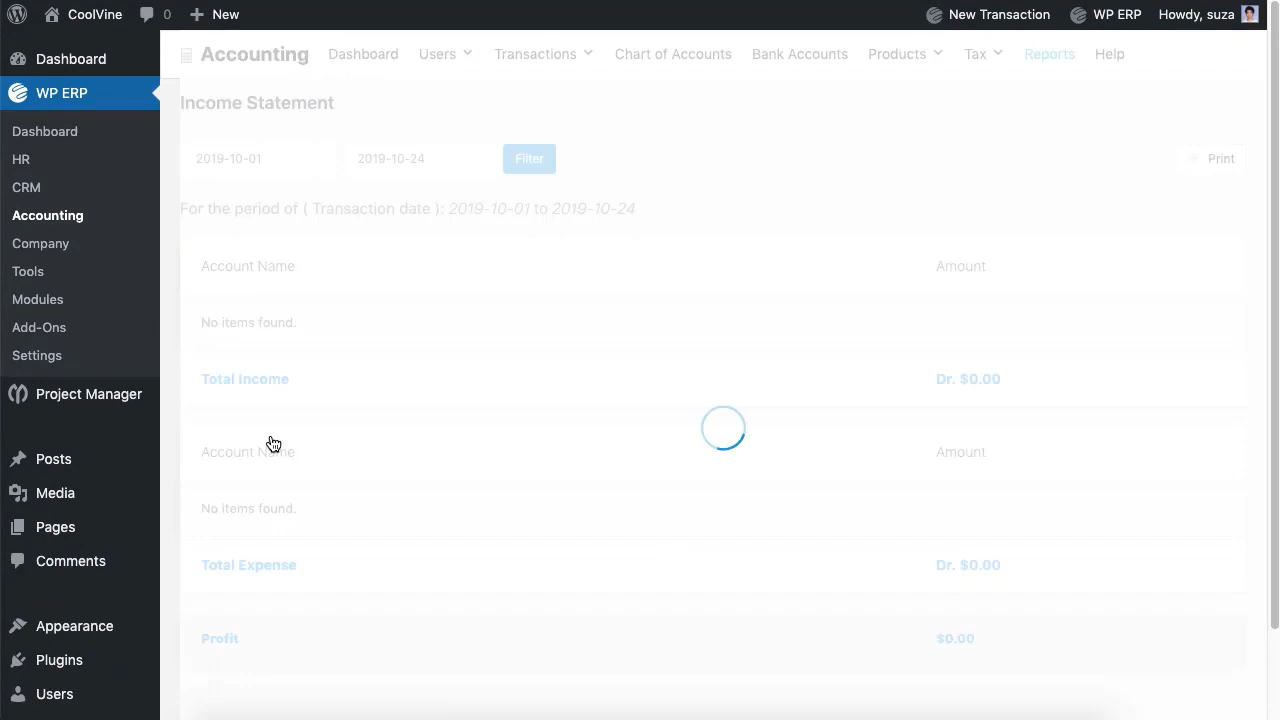 CoolVine
0
New
New Transaction
WP ERP
Howdy, suza
Dashboard
WP ERP
Dashboard
HR
CRM
Accounting
Company
Tools
Modules
Add-Ons
Settings
Project Manager
Posts
Media
Pages
Comments
Appearance
Plugins
Users
Accounting
Dashboard
Users
Transactions
Chart of Accounts
Bank Accounts
Products
Tax
Reports
Help
Income Statement
2019-10-01
2019-10-24
Filter
Print
For the period of ( Transaction date ): 2019-10-01 to 2019-10-24
Account Name Amount
No items found.
Total Income Dr. $0.00
Account Name Amount
No items found.
Total Expense Dr. $0.00
Profit $0.00